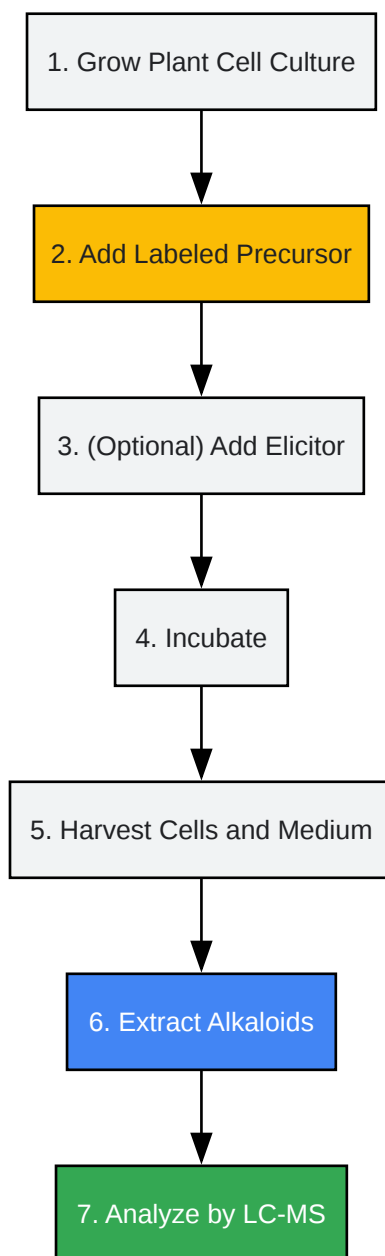 1. Grow Plant Cell Culture
2. Add Labeled Precursor
3. (Optional) Add Elicitor
4. Incubate
5. Harvest Cells and Medium
6. Extract Alkaloids
7. Analyze by LC-MS